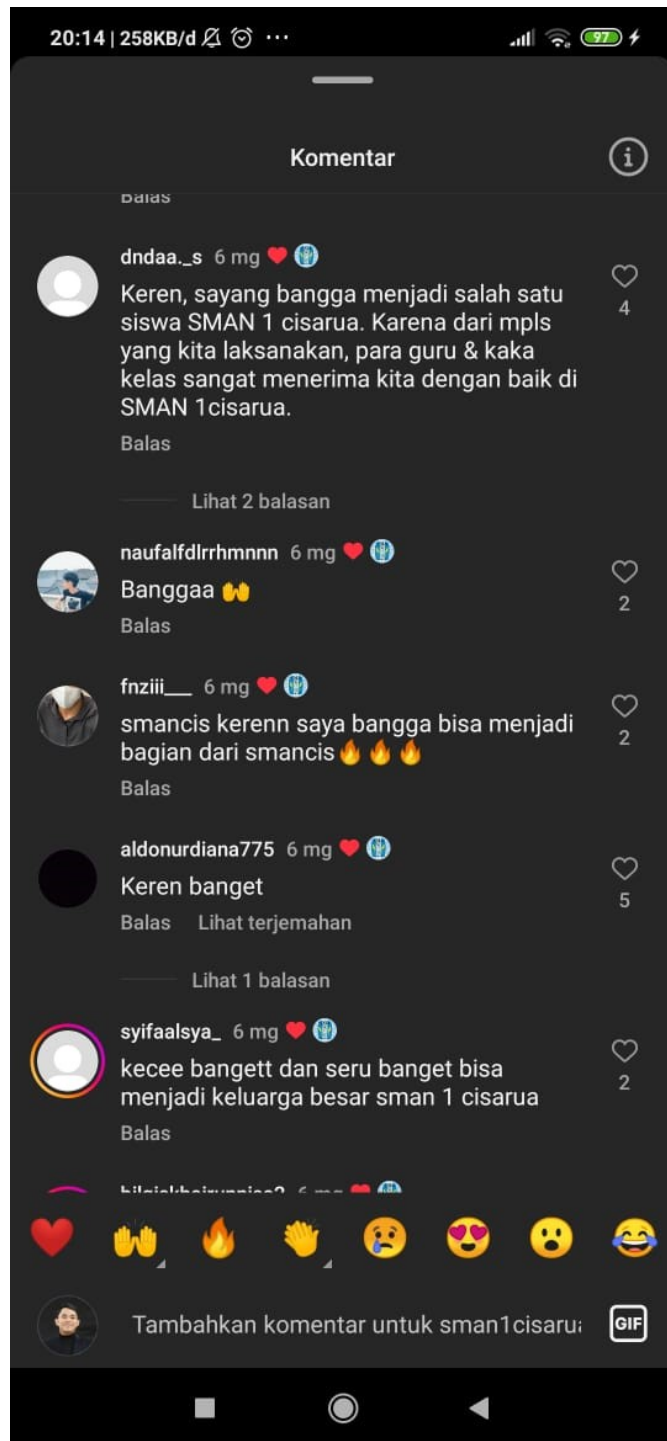 20:14 | 258KB/d ...
97
Komentar
Balas
dndaa._s 6 mg
Keren, sayang bangga menjadi salah satu
siswa SMAN 1 cisarua. Karena dari mpls
yang kita laksanakan, para guru & kaka
kelas sangat menerima kita dengan baik di
SMAN 1cisarua.
4
Balas
Lihat 2 balasan
naufalfdlrrhmnnn 6 mg
Banggaa 🙌
2
Balas
fnziii___ 6 mg
smancis kerenn saya bangga bisa menjadi
bagian dari smancis🔥🔥🔥
2
Balas
aldonurdiana775 6 mg
Keren banget
5
Balas Lihat terjemahan
Lihat 1 balasan
syifaalsya_ 6 mg
kecee bangett dan seru banget bisa
menjadi keluarga besar sman 1 cisarua
2
Balas
Tambahkan komentar untuk sman1cisarua
GIF